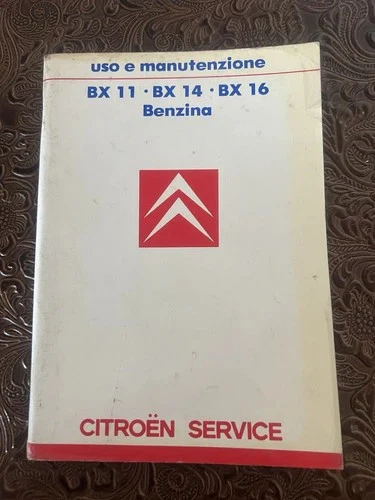 uso e manutenzione
BX 11 · BX 14 · BX 16
Benzina
CITROËN SERVICE